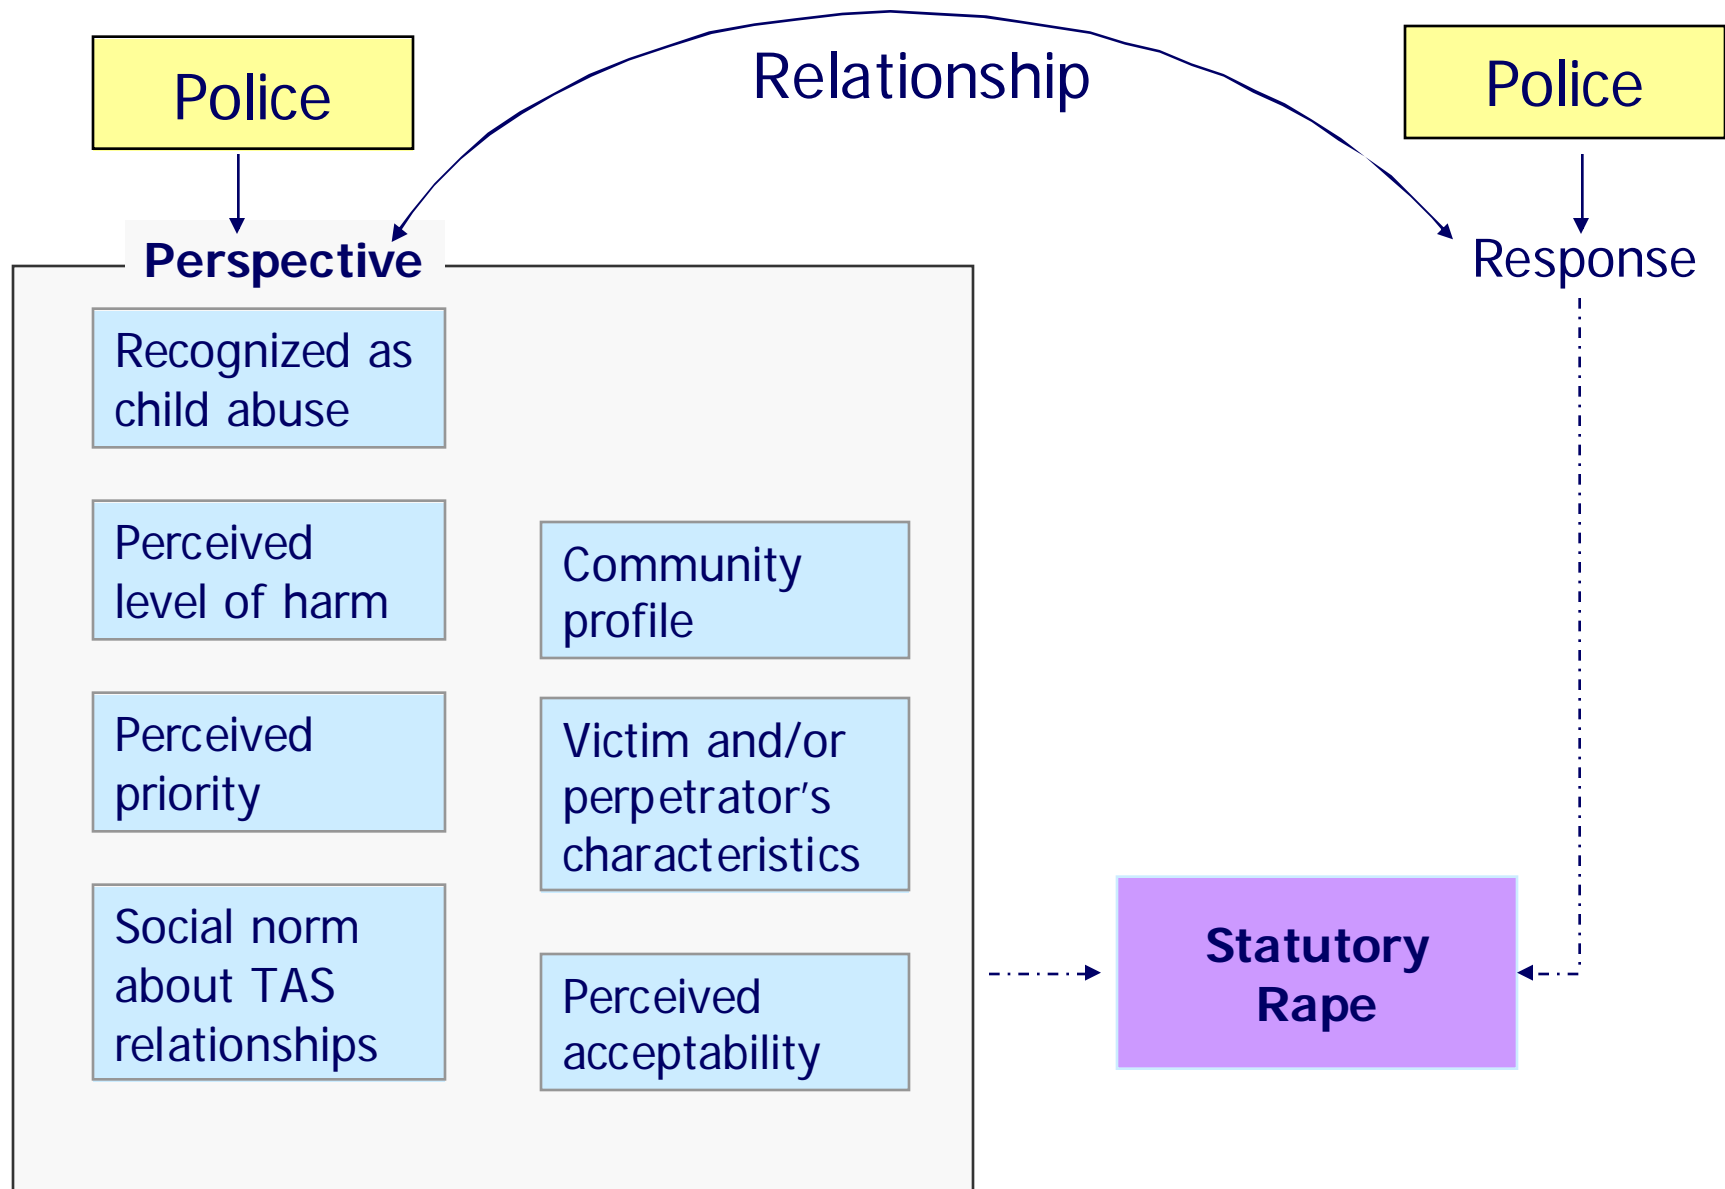 Police
Relationship
Police
Perspective
Response
Recognized as
child abuse
Perceived
level of harm
Perceived
priority
Social norm
about TAS
relationships
Community
profile
Victim and/or
perpetrator's
characteristics
Perceived
acceptability
Statutory
Rape